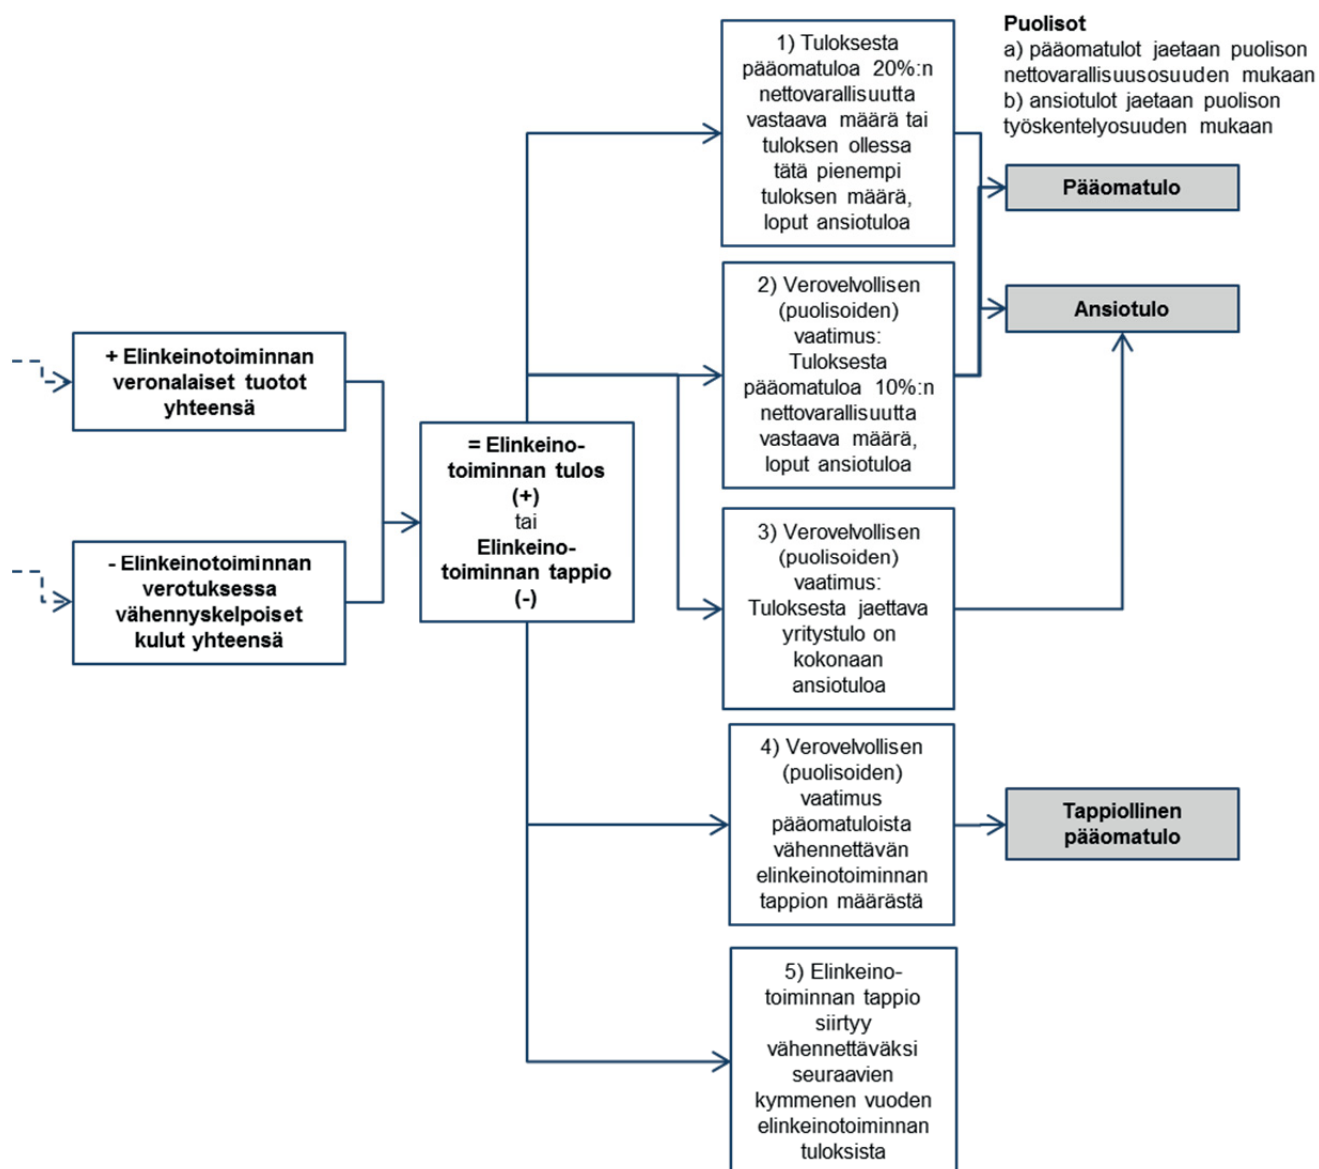 + Elinkeinotoiminnan
veronalaiset tuotot
yhteensä
- Elinkeinotoiminnan
verotuksessa
vähennyskelpoiset
kulut yhteensä
= Elinkeino-
toiminnan tulos
(+)
tai
Elinkeino-
toiminnan tappio
(-)
1) Tuloksesta
pääomatuloa 20%:n
nettovarallisuutta
vastaava määrä tai
tuloksen ollessa
tätä pienempi
tuloksen määrä,
loput ansiotuloa
2) Verovelvollisen
(puolisoiden)
vaatimus:
Tuloksesta
pääomatuloa 10%:n
nettovarallisuutta
vastaava määrä,
loput ansiotuloa
3) Verovelvollisen
(puolisoiden)
vaatimus:
Tuloksesta jaettava
yritystulo on
kokonaan
ansiotuloa
4) Verovelvollisen
(puolisoiden)
vaatimus
pääomatuloista
vähennettävän
elinkeinotoiminnan
tappion määrästä
5) Elinkeino-
toiminnan tappio
siirtyy
vähennettäväksi
seuraavien
kymmenen vuoden
elinkeinotoiminnan
tuloksista
Puolisot
a) pääomatulot jaetaan puolison
nettovarallisuusosuuden mukaan
b) ansiotulot jaetaan puolison
työskentelyosuuden mukaan
Pääomatulo
Ansiotulo
Tappiollinen
pääomatulo